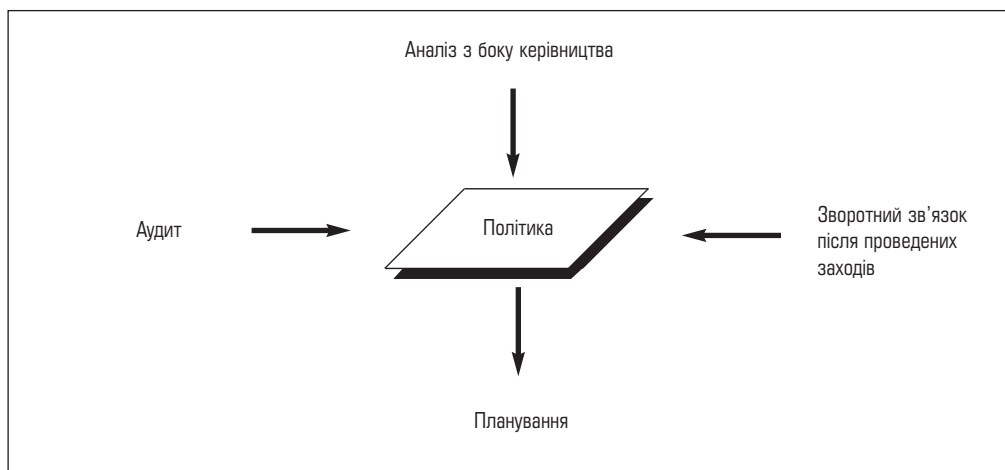 Аналіз з боку керівництва
Аудит
Політика
Зворотний зв’язок
після проведених
заходів
Планування